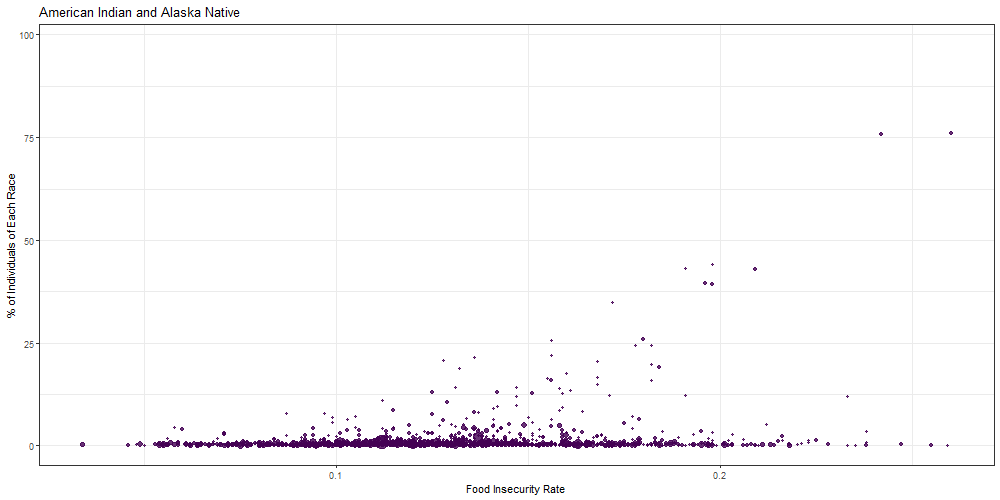 American Indian and Alaska Native
100
75
50
25
0
% of Individuals of Each Race
0.1
0.2
Food Insecurity Rate